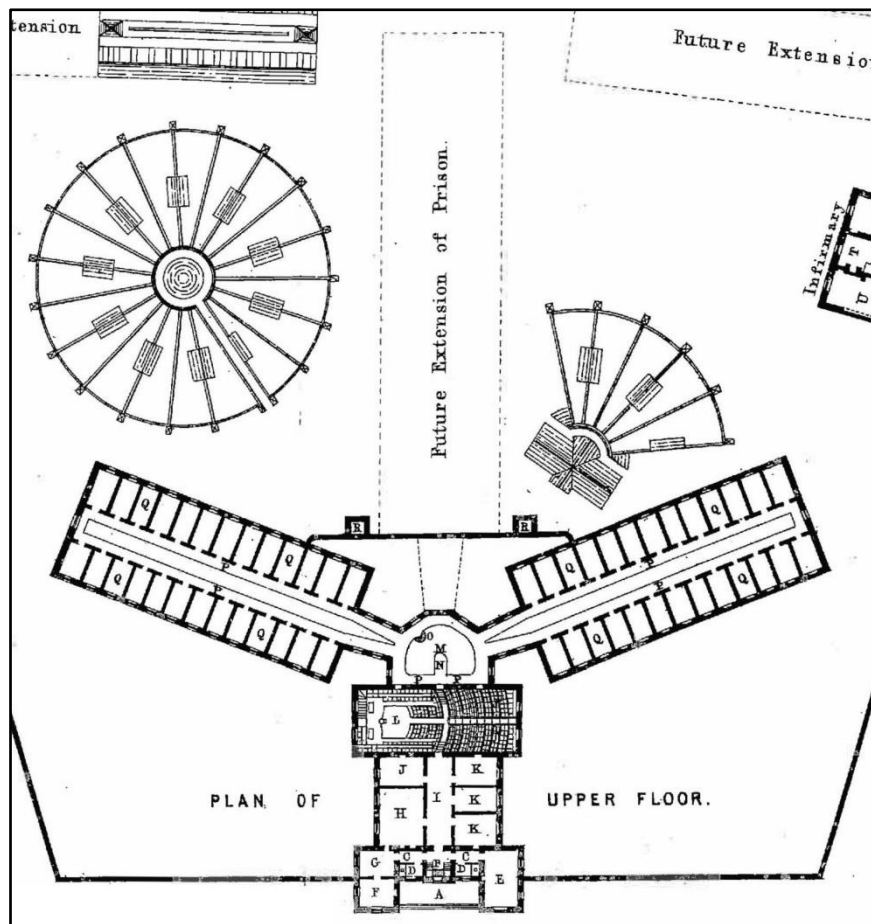 tension
Future Extension
Future Extension of Prison.
Infirmary
T
U
R
R
Q
Q
Q
Q
P
P
Q
Q
Q
Q
P
P
O
M
N
P
P
L
J
I
K
H
K
K
PLAN OF
UPPER FLOOR.
G
C
D
C
D
E
F
A